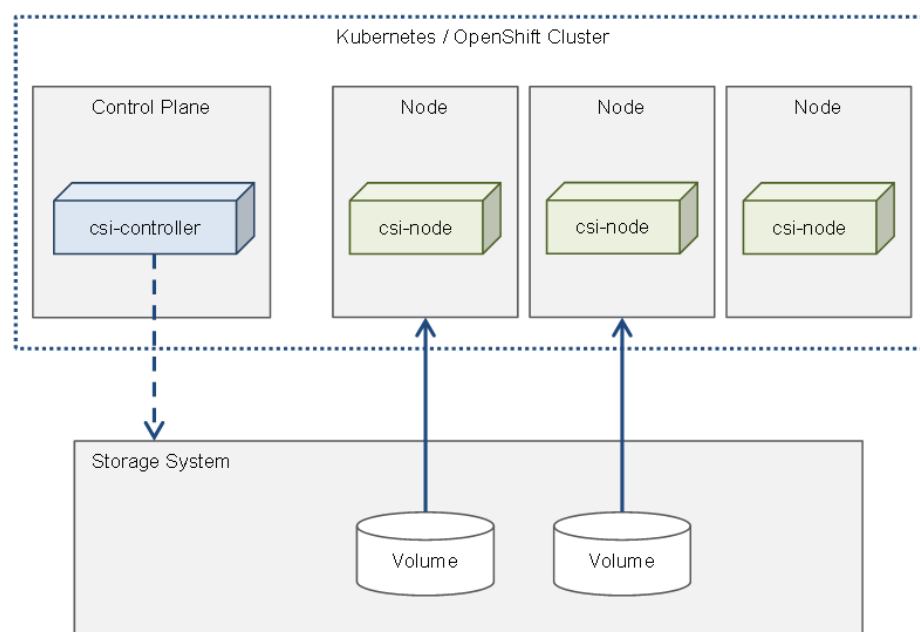 Kubernetes / OpenShift Cluster
Control Plane
Node
Node
Node
csi-controller
csi-node
csi-node
csi-node
Storage System
Volume
Volume